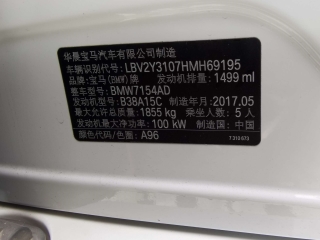 华晨宝马汽车有限公司制造
车辆识别代号: LBV2Y3107HMH69195
品牌: 宝马(BMW)牌 发动机排量: 1499 ml
整车型号: BMW7154AD
发动机型号: B38A15C 制造年月: 2017.05
最大允许总质量: 1855 kg 乘坐人数: 5 人
发动机最大净功率: 100 kW 制造国: 中国
颜色代码/色图: A96